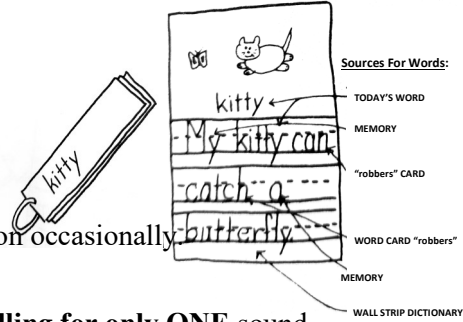 Sources For Words:
kitty
TODAY'S WORD
My kitty can
MEMORY
"robbers" CARD
kitty
catch a
on occasionally.
butterfly
WORD CARD "robbers"
MEMORY
WALL STRIP DICTIONARY
lling for only ONE sound